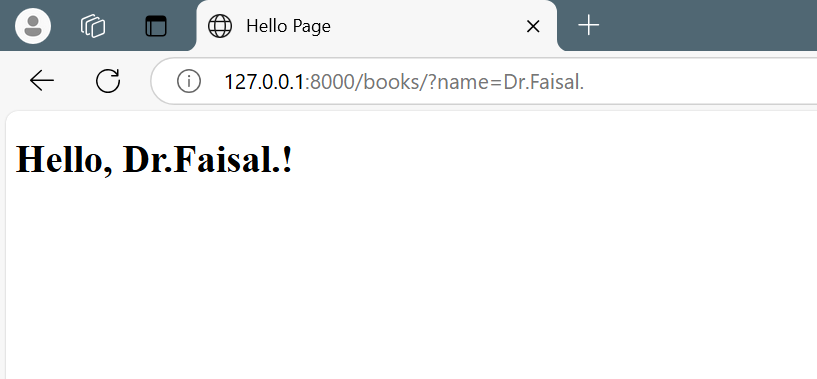 Hello Page
127.0.0.1:8000/books/?name=Dr.Faisal.
Hello, Dr.Faisal.!